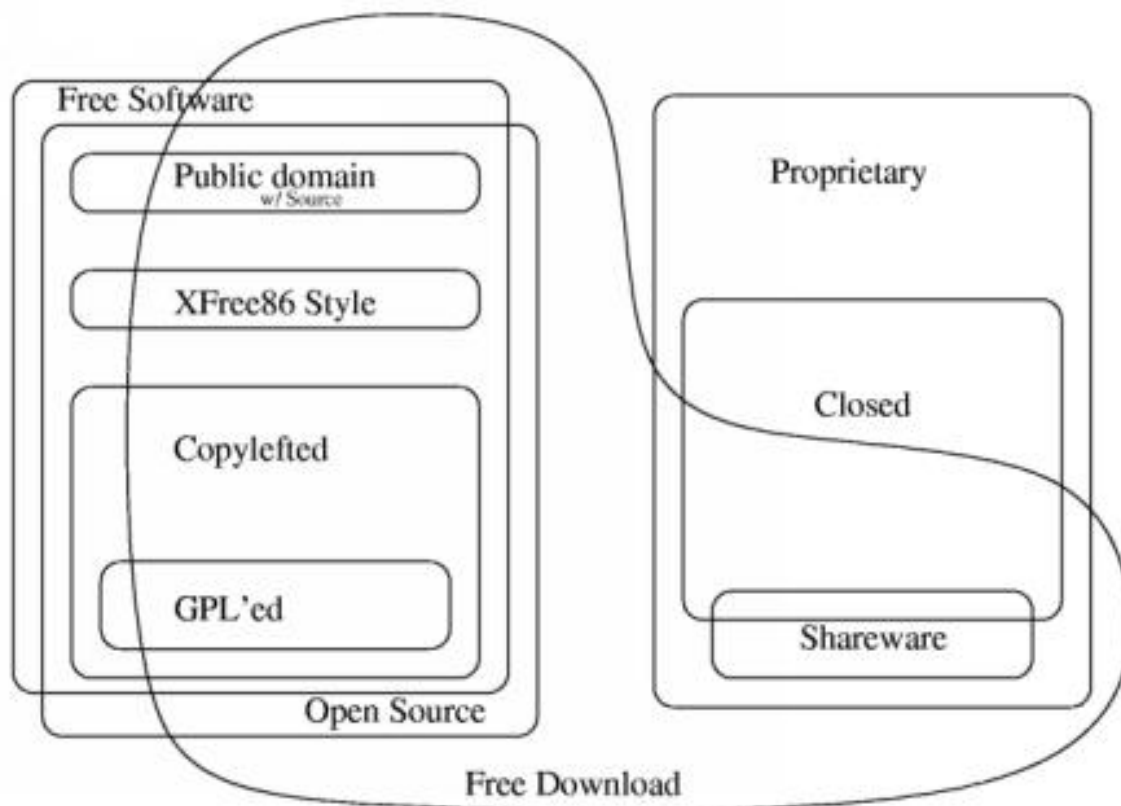 Free Software
Public domain
w/ Source
XFree86 Style
Copylefted
GPL'ed
Open Source
Proprietary
Closed
Shareware
Free Download